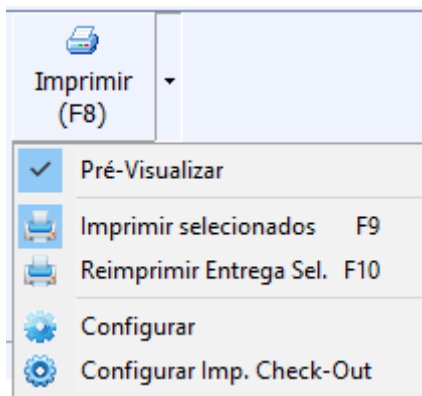 Imprimir
(F8)
Pré-Visualizar
Imprimir selecionados F9
Reimprimir Entrega Sel. F10
Configurar
Configurar Imp. Check-Out